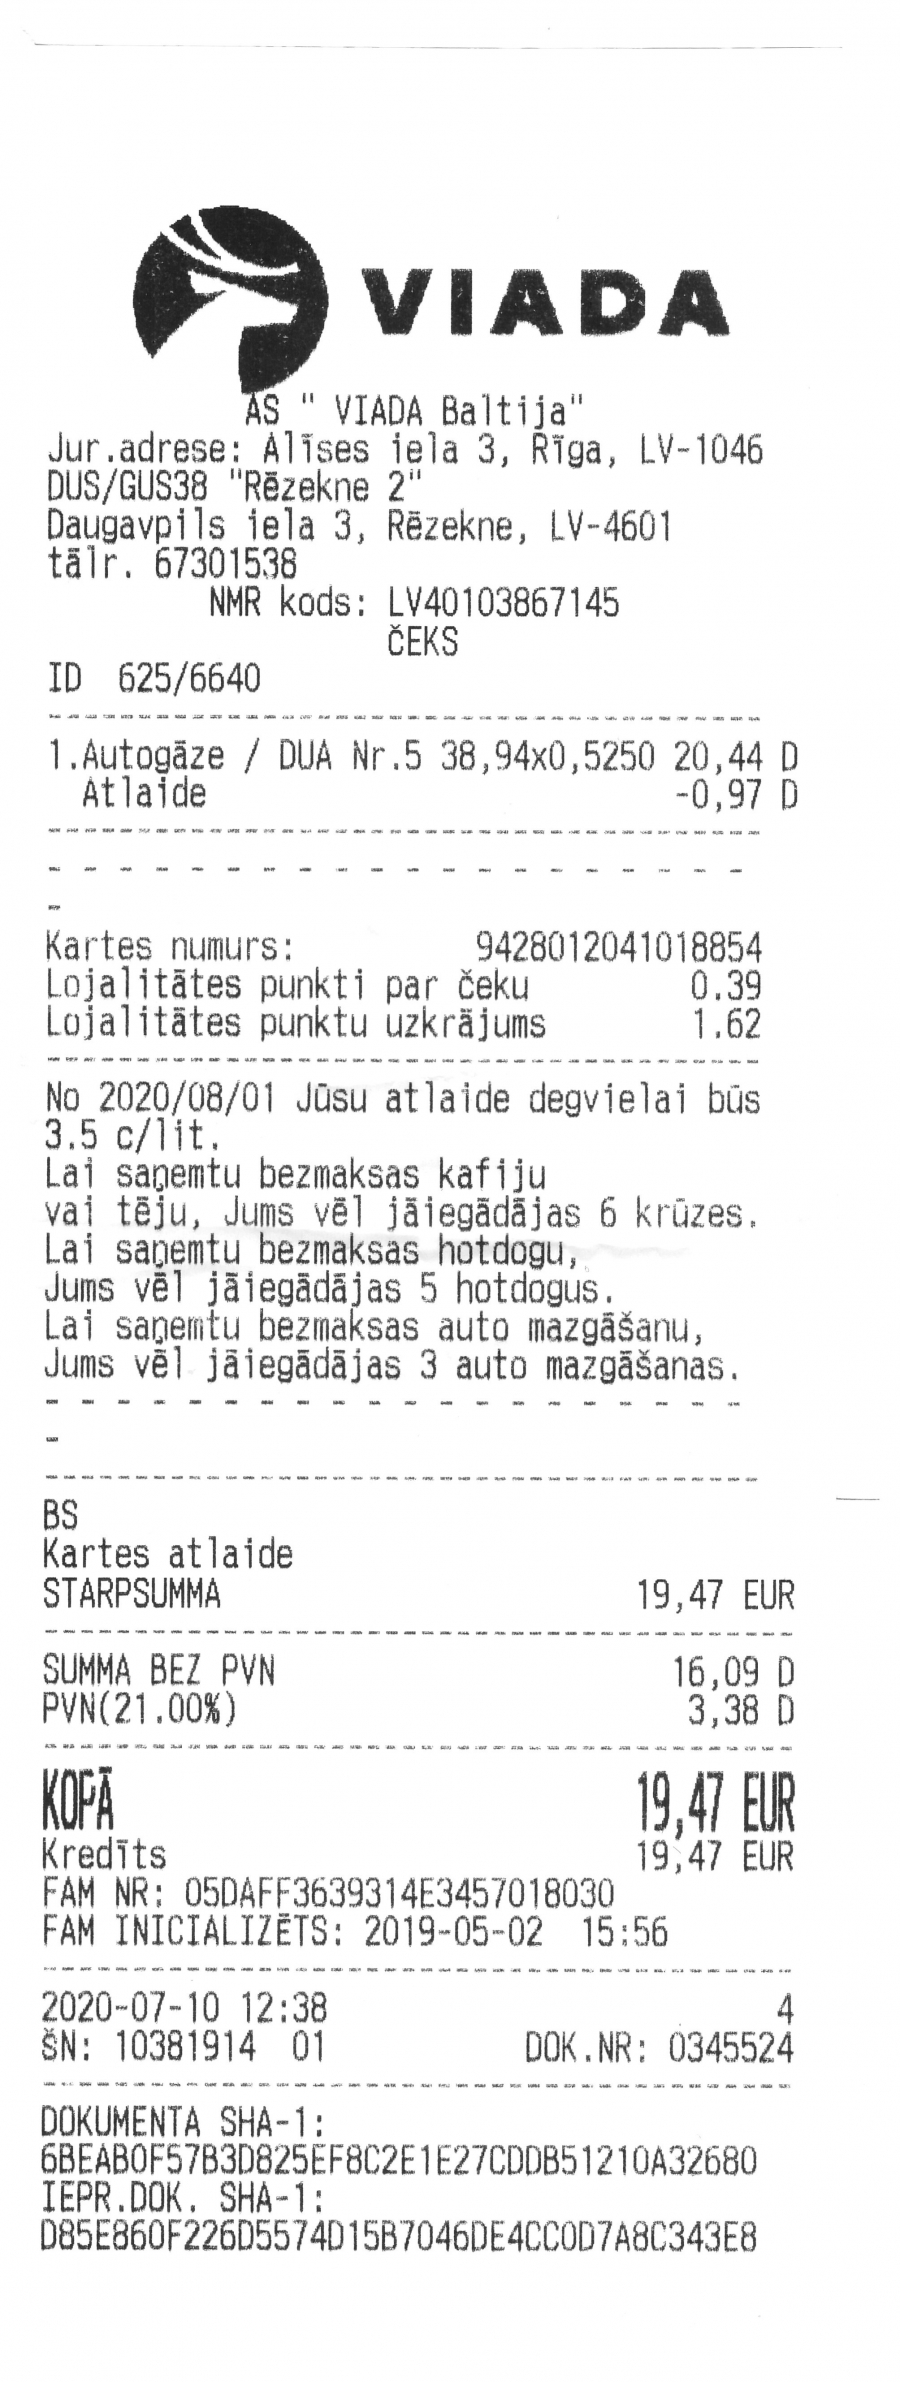 VIADA
AS " VIADA Baltija"
Jur.adrese: Alīses iela 3, Rīga, LV-1046
DUS/GUS38 "Rēzekne 2"
Daugavpils iela 3, Rēzekne, LV-4601
tālr. 67301538
NMR kods: LV40103867145
ČEKS
ID 625/6640
1.Autogāze / DUA Nr.5 38,94x0,5250 20,44 D
Atlaide -0,97 D
Kartes numurs: 9428012041018854
Lojalitātes punkti par čeku 0.39
Lojalitātes punktu uzkrājums 1.62
No 2020/08/01 Jūsu atlaide degvielai būs
3.5 c/lit.
Lai saņemtu bezmaksas kafiju
vai tēju, Jums vēl jāiegādājas 6 krūzes.
Lai saņemtu bezmaksas hotdogu,
Jums vēl jāiegādājas 5 hotdogus.
Lai saņemtu bezmaksas auto mazgāšanu,
Jums vēl jāiegādājas 3 auto mazgāšanas.
BS
Kartes atlaide
STARPSUMMA 19,47 EUR
SUMMA BEZ PVN 16,09 D
PVN(21.00%) 3,38 D
KOPĀ 19,47 EUR
Kredīts 19,47 EUR
FAM NR: 05DAFF3639314E3457018030
FAM INICIALIZĒTS: 2019-05-02 15:56
2020-07-10 12:38 4
ŠN: 10381914 01 DOK.NR: 0345524
DOKUMENTA SHA-1:
6BEAB0F57B3D825EF8C2E1E27CDDB51210A32680
IEPR.DOK. SHA-1:
D85E860F226D5574D15B7046DE4CC0D7A8C343E8